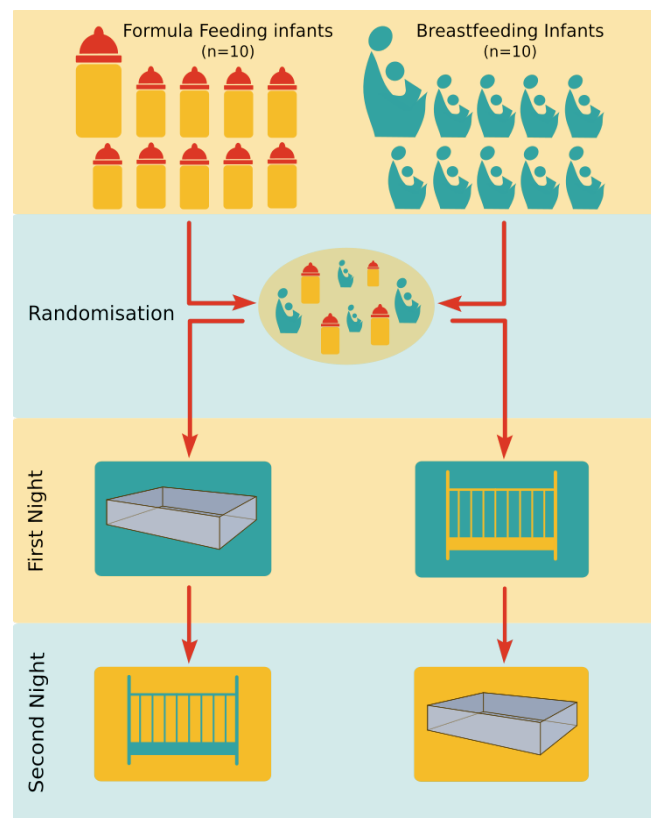 Formula Feeding infants
(n=10)
Breastfeeding Infants
(n=10)
Randomisation
First Night
Second Night